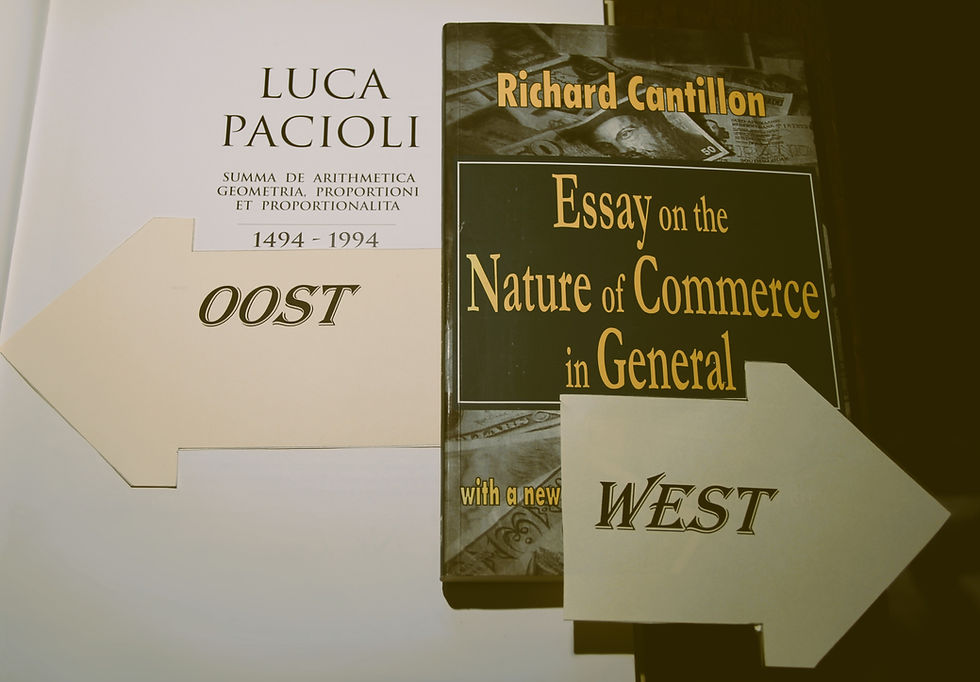 LUCA
PACIOLI
SUMMA DE ARITHMETICA
GEOMETRIA, PROPORTIONI
ET PROPORTIONALITA
1494 - 1994
OOST
Richard Cantillon
50
Essay on the
Nature of Commerce
in General
with a new
WEST